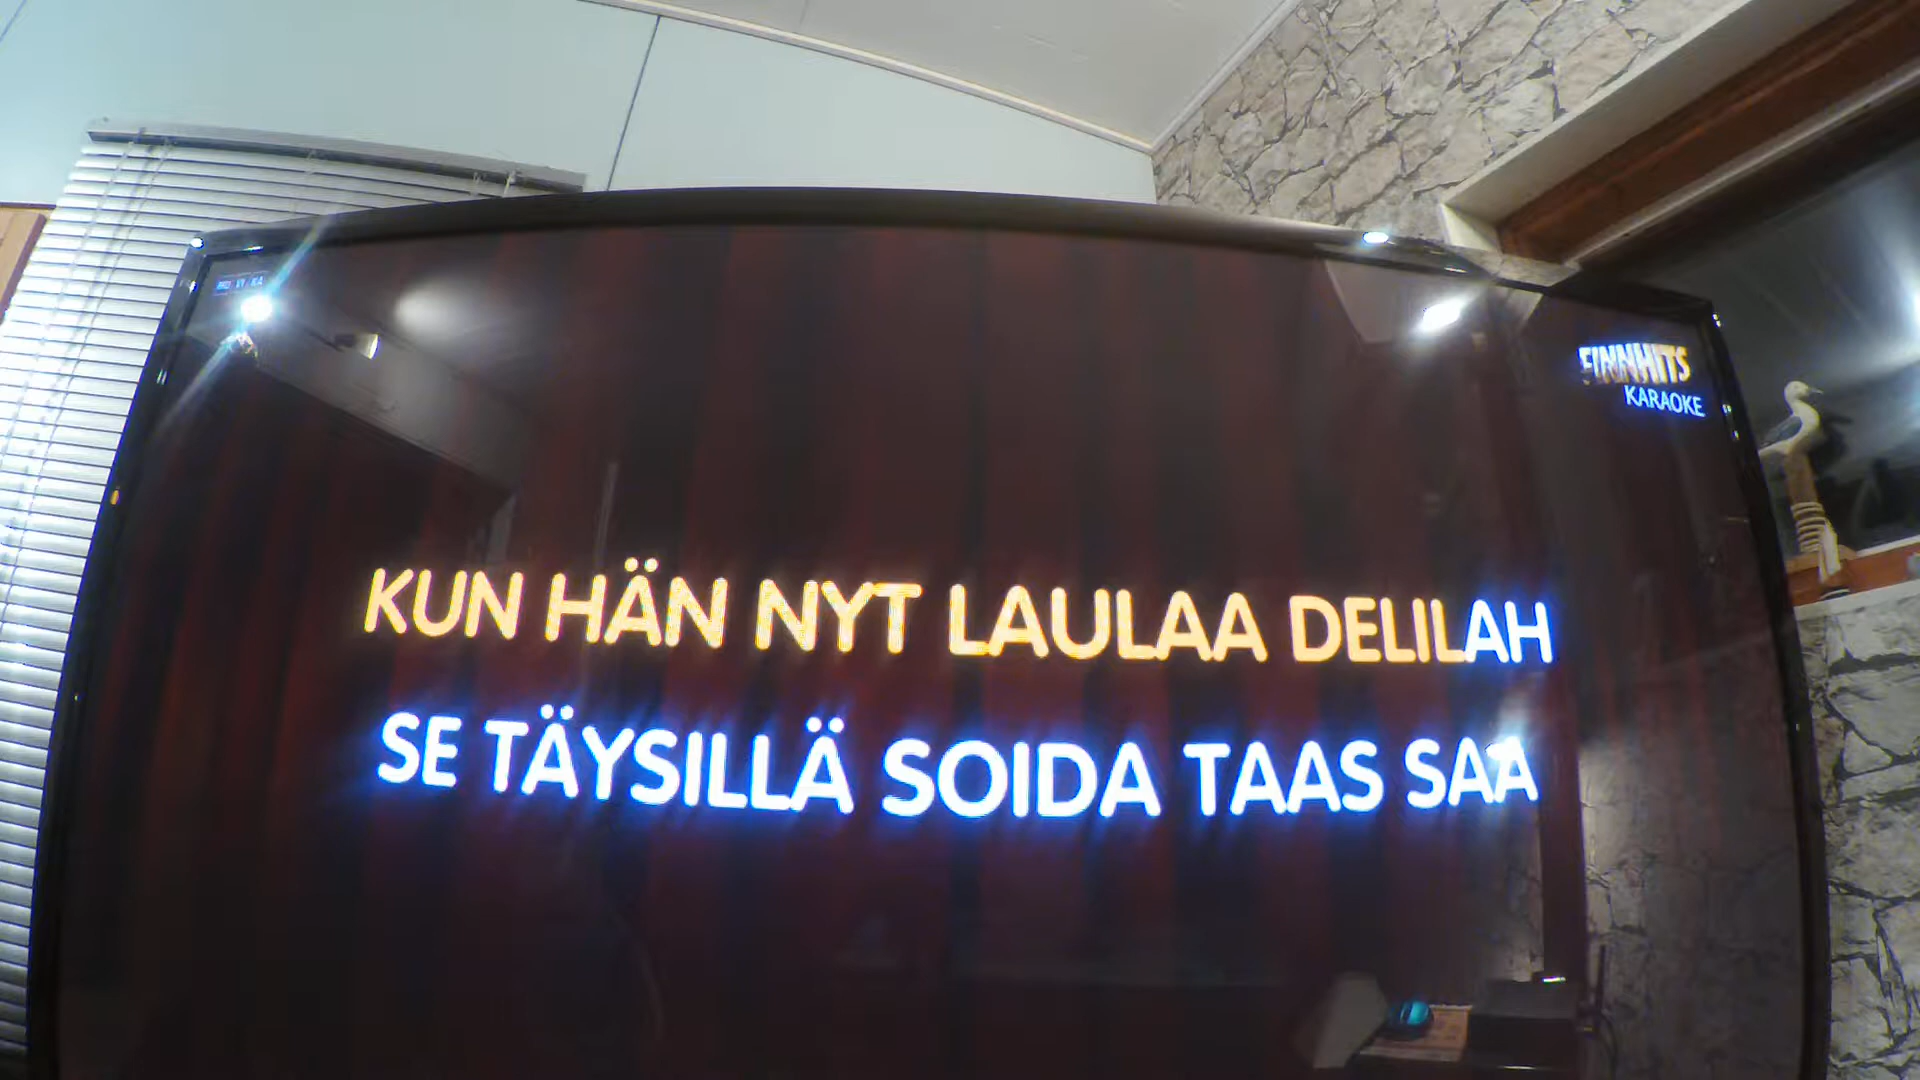 FINNHITS
KARAOKE
KUN HÄN NYT LAULAA DELILAH
SE TÄYSILLÄ SOIDA TAAS SAA